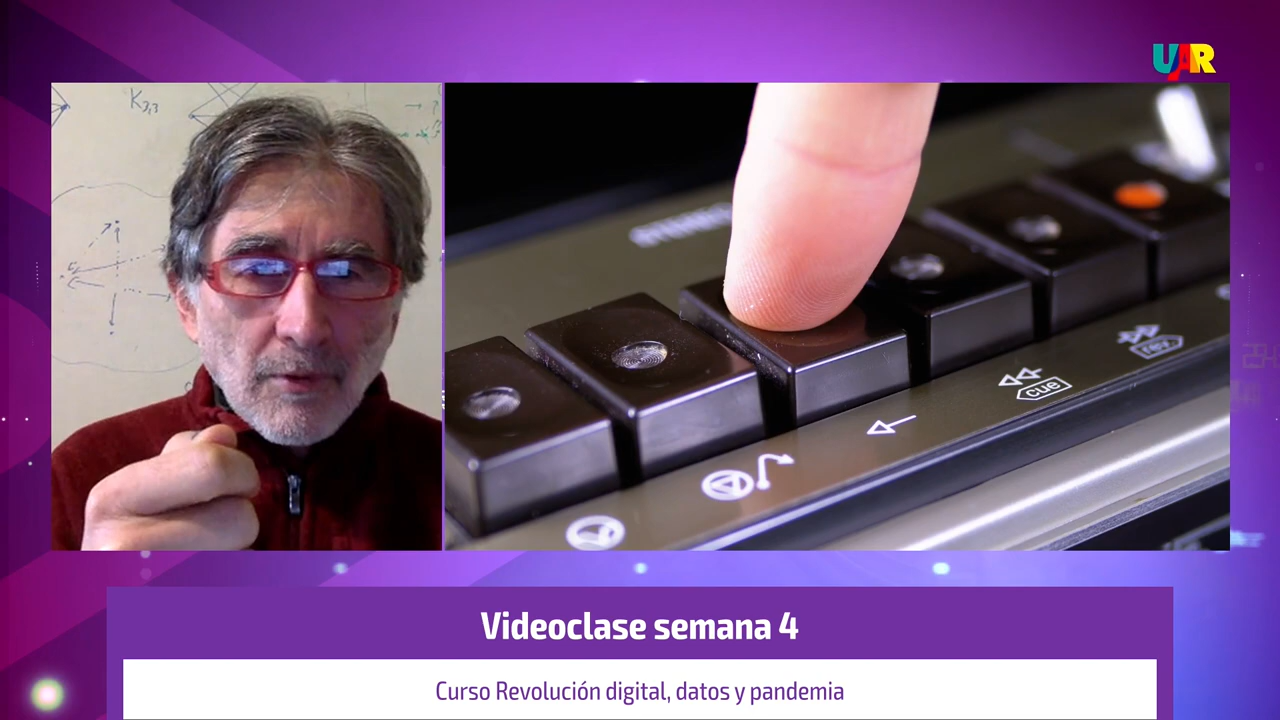 K3,3
UAR
cue
rev.
Videoclase semana 4
Curso Revolución digital, datos y pandemia